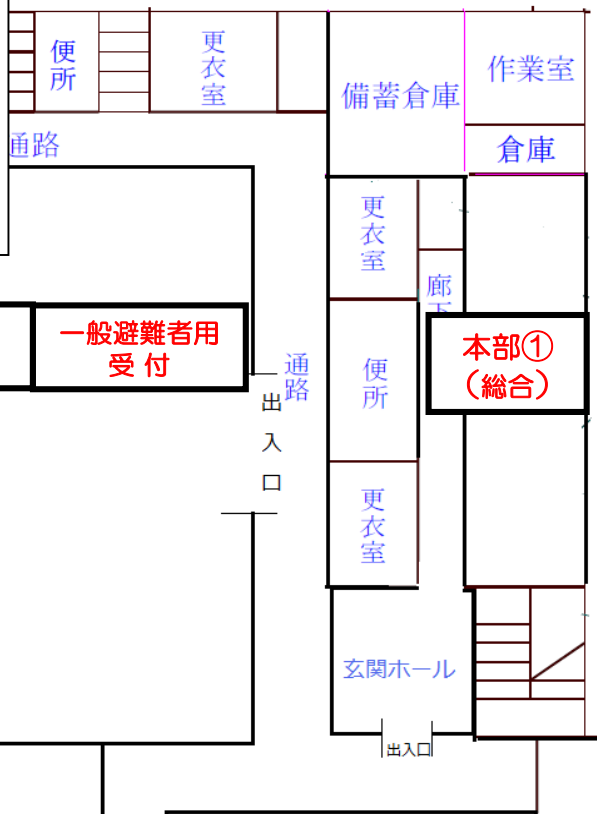 便所
更衣室
備蓄倉庫
作業室
通路
倉庫
更衣室
廊下
一般避難者用
受付
本部①
（総合）
通路
便所
出入口
更衣室
玄関ホール
出入口